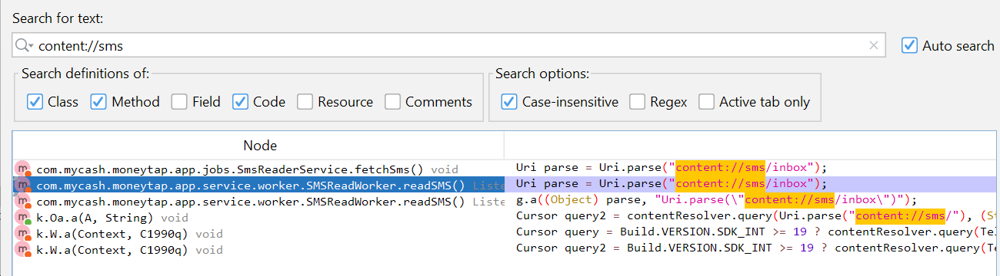 Search for text:
content://sms
Auto search
Search definitions of: Search options:
Class Method Field Code Resource Comments Case-insensitive Regex Active tab only
Node
m com.mycash.moneytap.app.jobs.SmsReaderService.fetchSms() void Uri parse = Uri.parse("content://sms/inbox");
m com.mycash.moneytap.app.service.worker.SMSReadWorker.readSMS() Liste Uri parse = Uri.parse("content://sms/inbox");
m com.mycash.moneytap.app.service.worker.SMSReadWorker.readSMS() Liste g.a((Object) parse, "Uri.parse(\"content://sms/inbox\")");
m k.Oa.a(A, String) void Cursor query2 = contentResolver.query(Uri.parse("content://sms/"), (St
m k.W.a(Context, C1990q) void Cursor query = Build.VERSION.SDK_INT >= 19 ? contentResolver.query(Tel
m k.W.a(Context, C1990q) void Cursor query2 = Build.VERSION.SDK_INT >= 19 ? contentResolver.query(Te